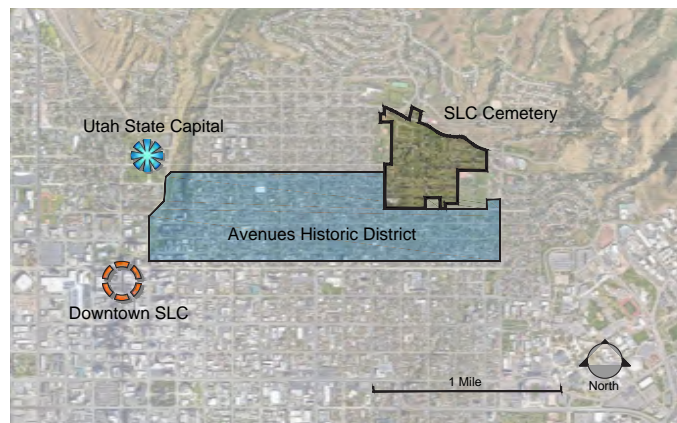 SLC Cemetery
Utah State Capital
Avenues Historic District
Downtown SLC
1 Mile
North